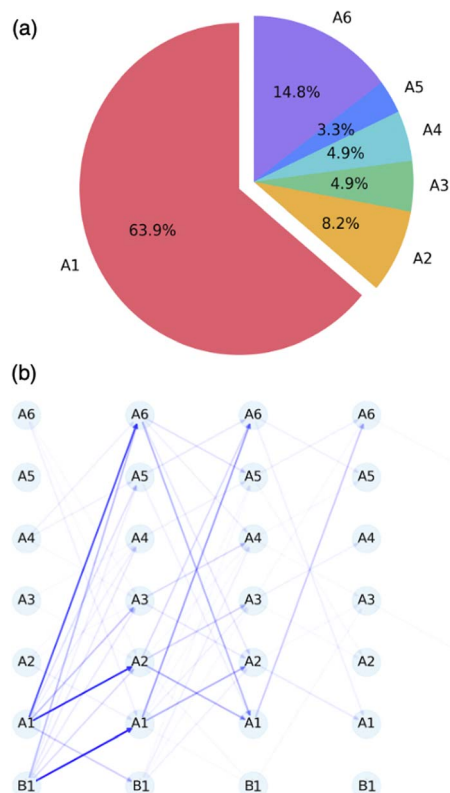 (a)
A6
14.8%
A5
3.3%
A4
4.9%
4.9%
A3
8.2%
A2
63.9%
A1
(b)
A6 A6 A6 A6
A5 A5 A5 A5
A4 A4 A4 A4
A3 A3 A3 A3
A2 A2 A2 A2
A1 A1 A1 A1
B1 B1 B1 B1